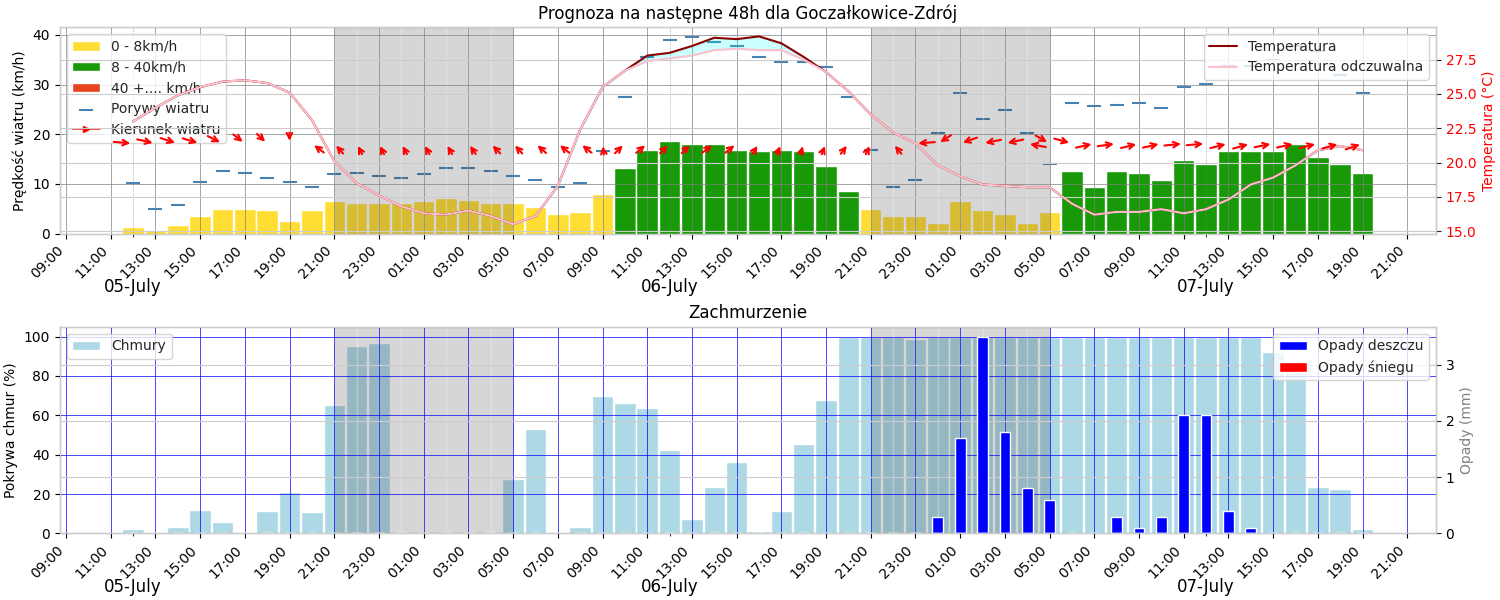 Prognoza na następne 48h dla Goczałkowice-Zdrój
Prędkość wiatru (km/h)
40
30
20
10
0
0 - 8km/h
8 - 40km/h
40 +.... km/h
Porywy wiatru
Kierunek wiatru
Temperatura
Temperatura odczuwalna
27.5
25.0
22.5
20.0
17.5
15.0
Temperatura (°C)
09:00 11:00 13:00 15:00 17:00 19:00 21:00 23:00 01:00 03:00 05:00 07:00 09:00 11:00 13:00 15:00 17:00 19:00 21:00 23:00 01:00 03:00 05:00 07:00 09:00 11:00 13:00 15:00 17:00 19:00 21:00
05-July 06-July 07-July
Zachmurzenie
Pokrywa chmur (%)
100
80
60
40
20
0
Chmury
Opady deszczu
Opady śniegu
3
2
1
0
Opady (mm)
09:00 11:00 13:00 15:00 17:00 19:00 21:00 23:00 01:00 03:00 05:00 07:00 09:00 11:00 13:00 15:00 17:00 19:00 21:00 23:00 01:00 03:00 05:00 07:00 09:00 11:00 13:00 15:00 17:00 19:00 21:00
05-July 06-July 07-July